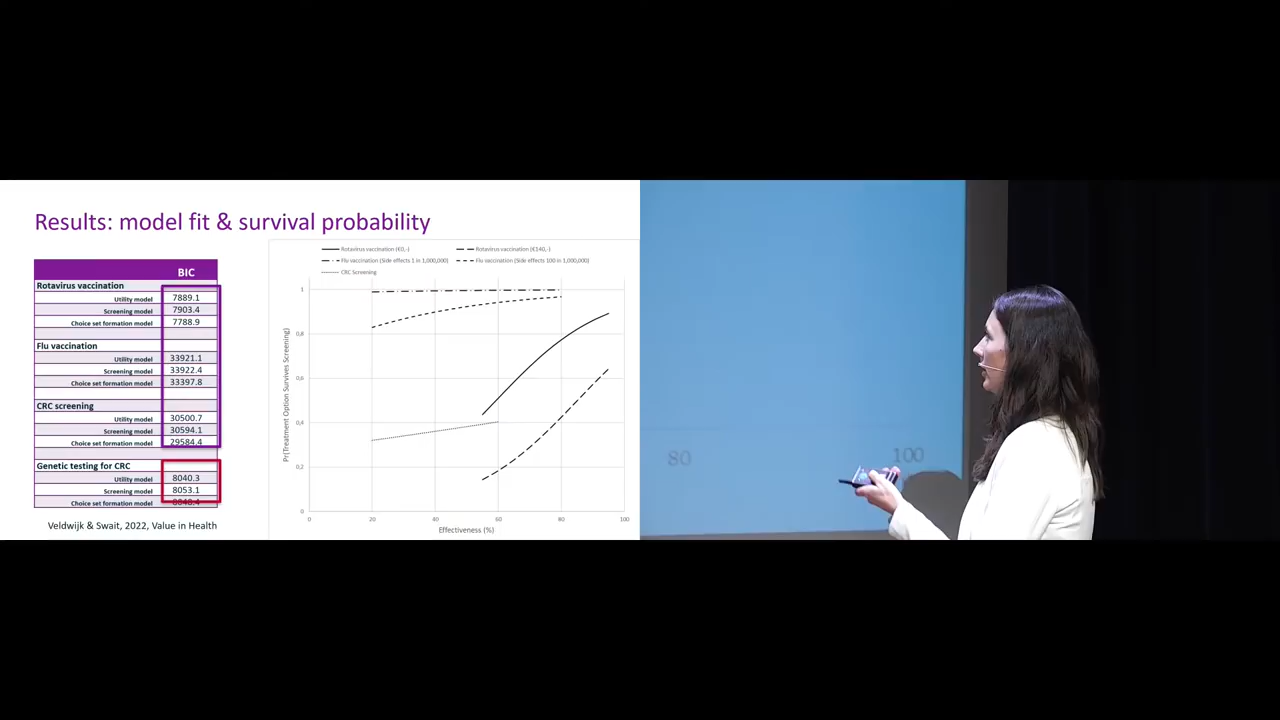 Results: model fit & survival probability
BIC
Rotavirus vaccination
Utility model 7889.1
Screening model 7903.4
Choice set formation model 7788.9
Flu vaccination
Utility model 33921.1
Screening model 33922.4
Choice set formation model 33397.8
CRC screening
Utility model 30500.7
Screening model 30594.1
Choice set formation model 29584.4
Genetic testing for CRC
Utility model 8040.3
Screening model 8053.1
Choice set formation model
Veldwijk & Swait, 2022, Value in Health
Rotavirus vaccination (€0,-) Rotavirus vaccination (€140,-)
Flu vaccination (Side effects 1 in 1,000,000) Flu vaccination (Side effects 100 in 1,000,000)
CRC Screening
Pr{Treatment Option Survives Screening}
1
0,8
0,6
0,4
0,2
0
0 20 40 60 80 100
Effectiveness (%)
80 100